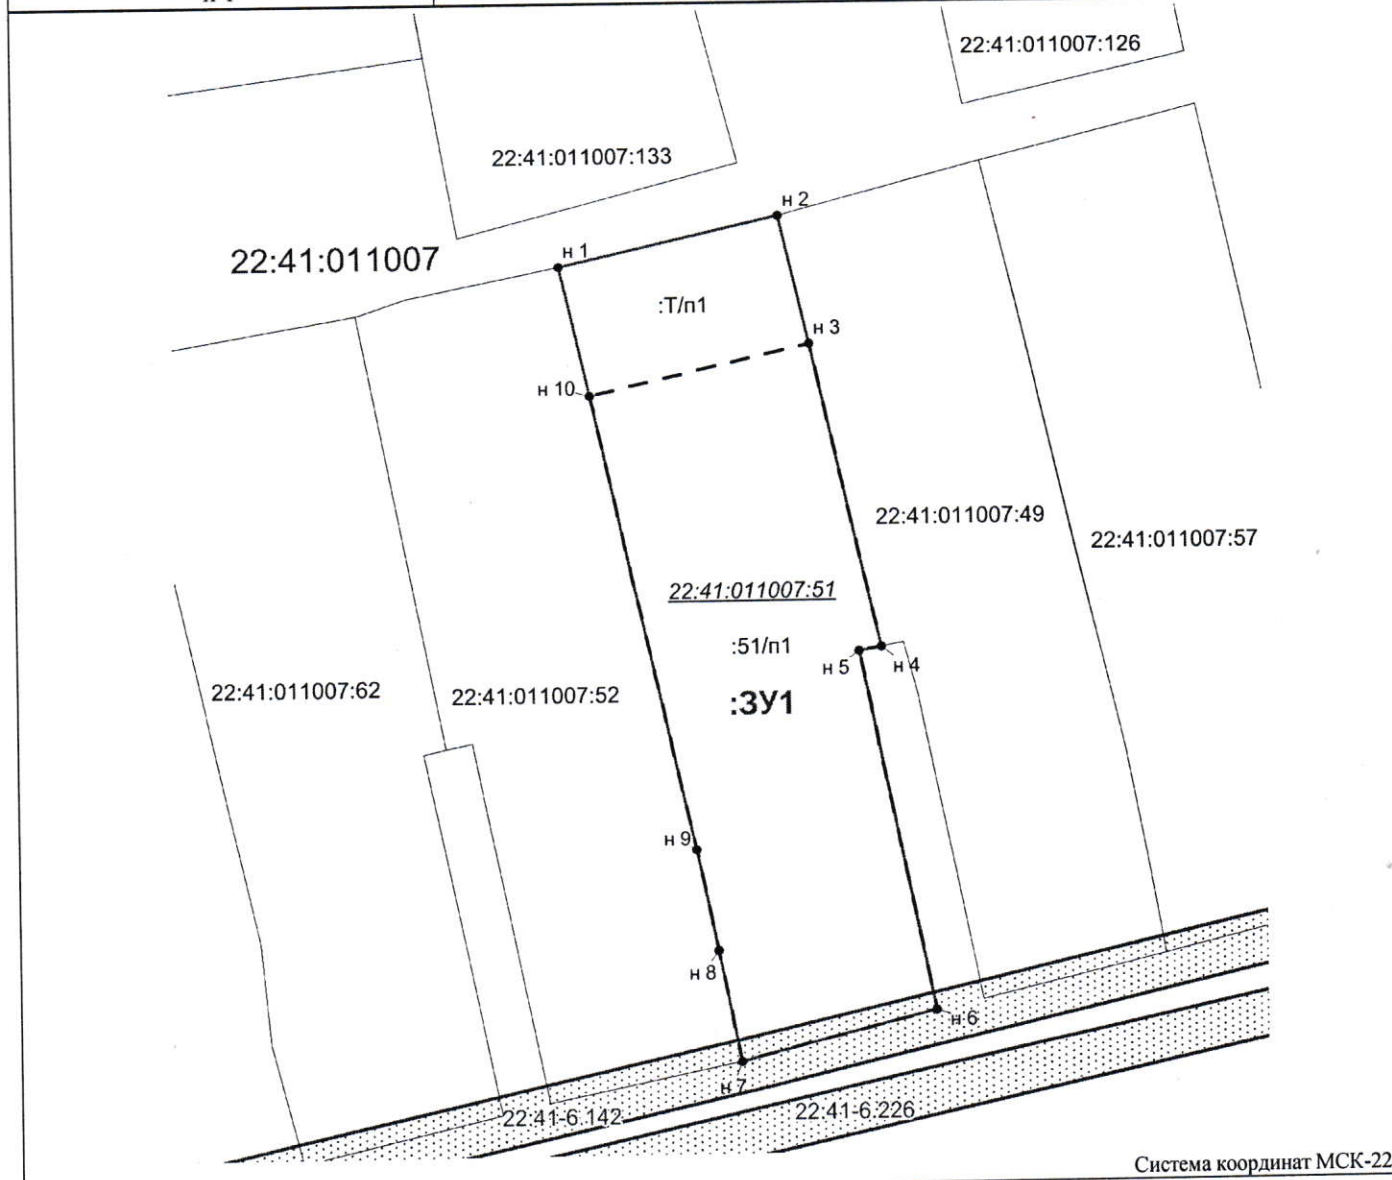 22:41:011007:126
22:41:011007:133
н 2
н 1
22:41:011007
:Т/п1
н 3
н 10
22:41:011007:49
22:41:011007:57
22:41:011007:51
:51/п1
н 5
н 4
22:41:011007:62
22:41:011007:52
:ЗУ1
н 9
н 8
н 6
н 7
22:41-6.142
22:41-6.226
Система координат МСК-22